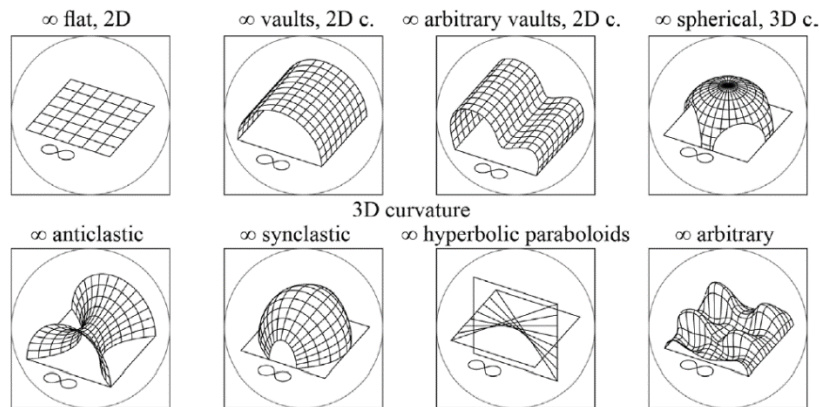 ∞ flat, 2D
∞ vaults, 2D c.
∞ arbitrary vaults, 2D c.
∞ spherical, 3D c.
3D curvature
∞ anticlastic
∞ synclastic
∞ hyperbolic paraboloids
∞ arbitrary